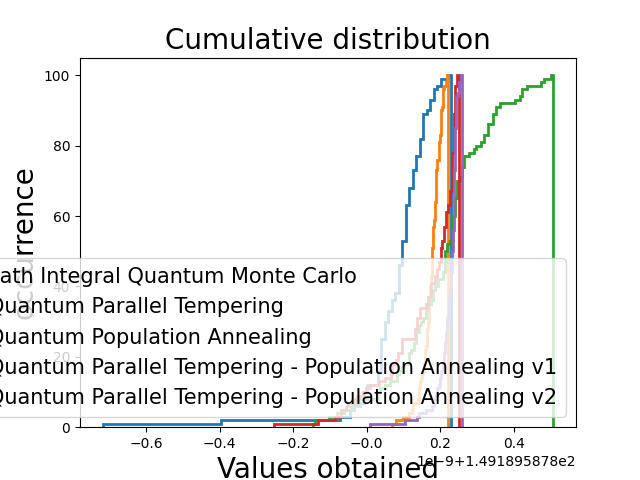 Cumulative distribution
100
80
60
40
20
0
occurrence
ath Integral Quantum Monte Carlo
Quantum Parallel Tempering
Quantum Population Annealing
Quantum Parallel Tempering - Population Annealing v1
Quantum Parallel Tempering - Population Annealing v2
−0.6 −0.4 −0.2 −0.0 0.2 0.4
1e−9+1.491895878e2
Values obtained